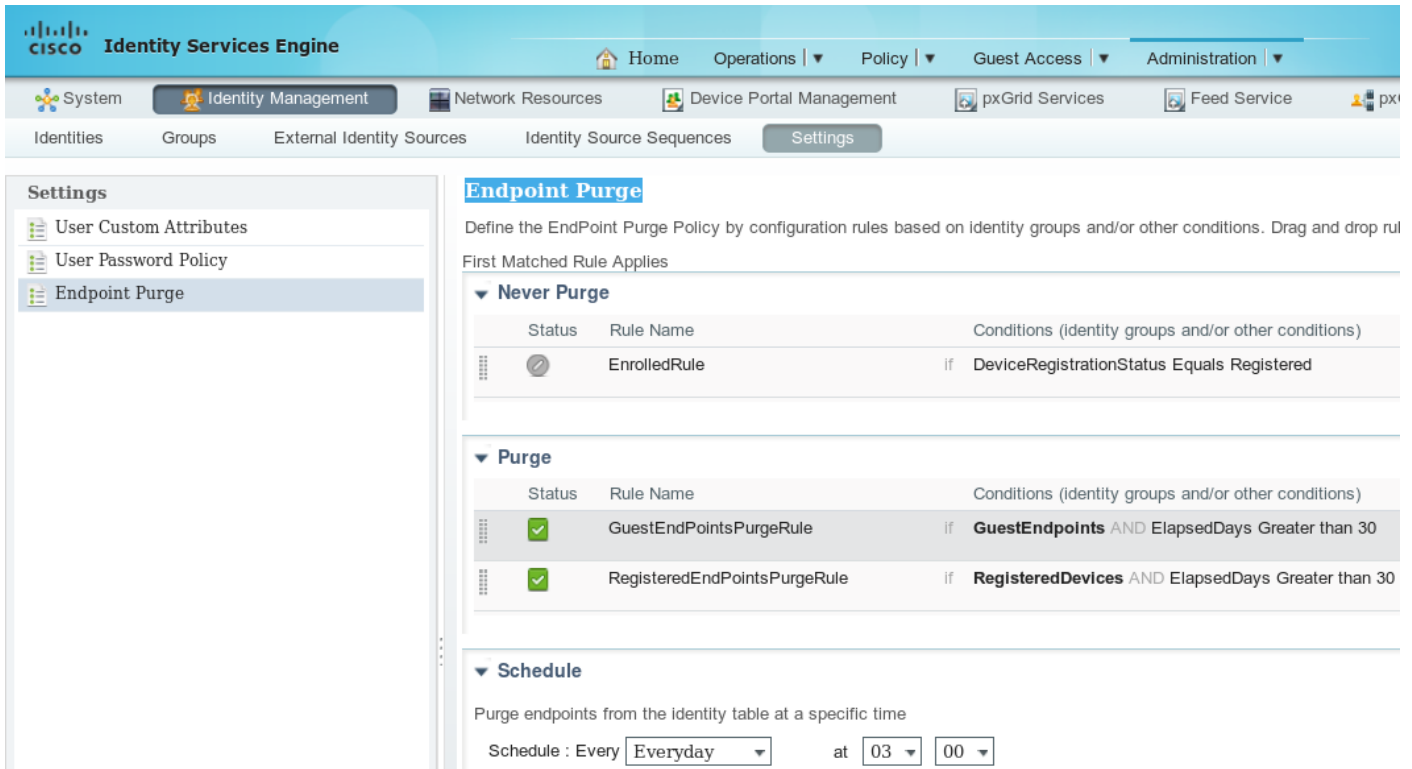 CISCO Identity Services Engine
Home Operations Policy Guest Access Administration
System Identity Management Network Resources Device Portal Management pxGrid Services Feed Service
Identities Groups External Identity Sources Identity Source Sequences Settings
Settings
User Custom Attributes
User Password Policy
Endpoint Purge
Endpoint Purge
Define the EndPoint Purge Policy by configuration rules based on identity groups and/or other conditions. Drag and drop
First Matched Rule Applies
Never Purge
Status Rule Name Conditions (identity groups and/or other conditions)
EnrolledRule if DeviceRegistrationStatus Equals Registered
Purge
Status Rule Name Conditions (identity groups and/or other conditions)
GuestEndPointsPurgeRule if GuestEndpoints AND ElapsedDays Greater than 30
RegisteredEndPointsPurgeRule if RegisteredDevices AND ElapsedDays Greater than 30
Schedule
Purge endpoints from the identity table at a specific time
Schedule : Every Everyday at 03 00